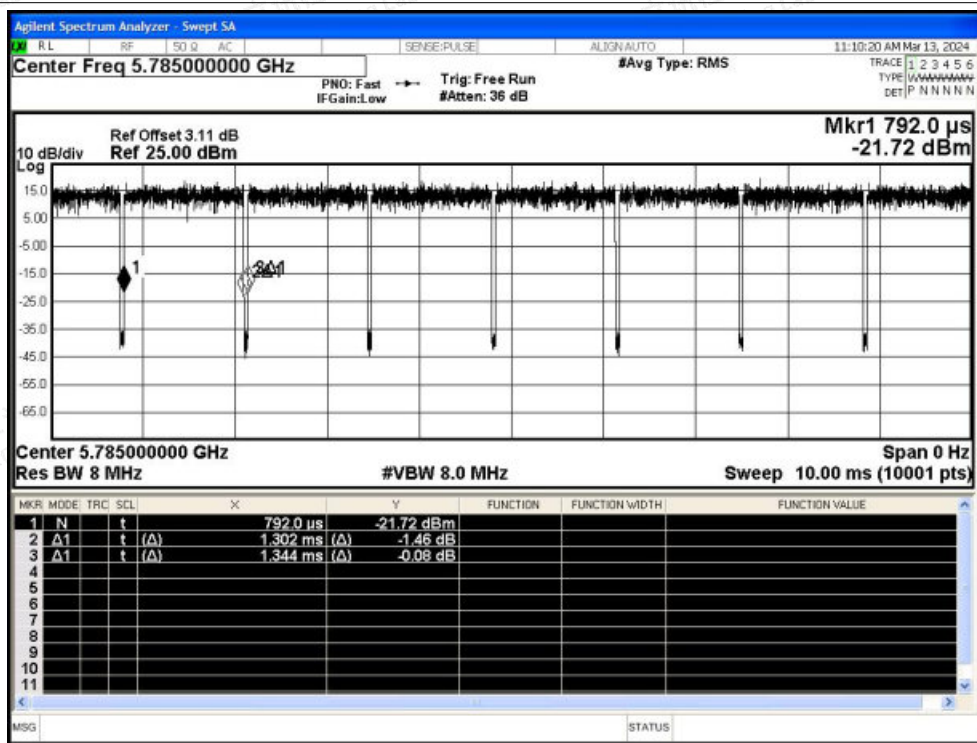 Agilent Spectrum Analyzer - Swept SA
RL RF 50 Ω AC SENSE:PULSE ALIGN AUTO 11:10:20 AM Mar 13, 2024
Center Freq 5.785000000 GHz #Avg Type: RMS TRACE 1 2 3 4 5 6
PNO: Fast Trig: Free Run TYPE WWWWWW
IFGain:Low #Atten: 36 dB DET P N N N N N
Mkr1 792.0 µs
-21.72 dBm
Ref Offset 3.11 dB
10 dB/div Ref 25.00 dBm
Log
15.0
5.00
-5.00
1
-15.0
-25.0
-35.0
-45.0
-55.0
-65.0
Center 5.785000000 GHz Span 0 Hz
Res BW 8 MHz #VBW 8.0 MHz Sweep 10.00 ms (10001 pts)
MKR MODE TRC SCL X Y FUNCTION FUNCTION WIDTH FUNCTION VALUE
1 N t 792.0 µs -21.72 dBm
2 Δ1 t (Δ) 1.302 ms (Δ) -1.46 dB
3 Δ1 t (Δ) 1.344 ms (Δ) -0.08 dB
4
5
6
7
8
9
10
11
MSG STATUS